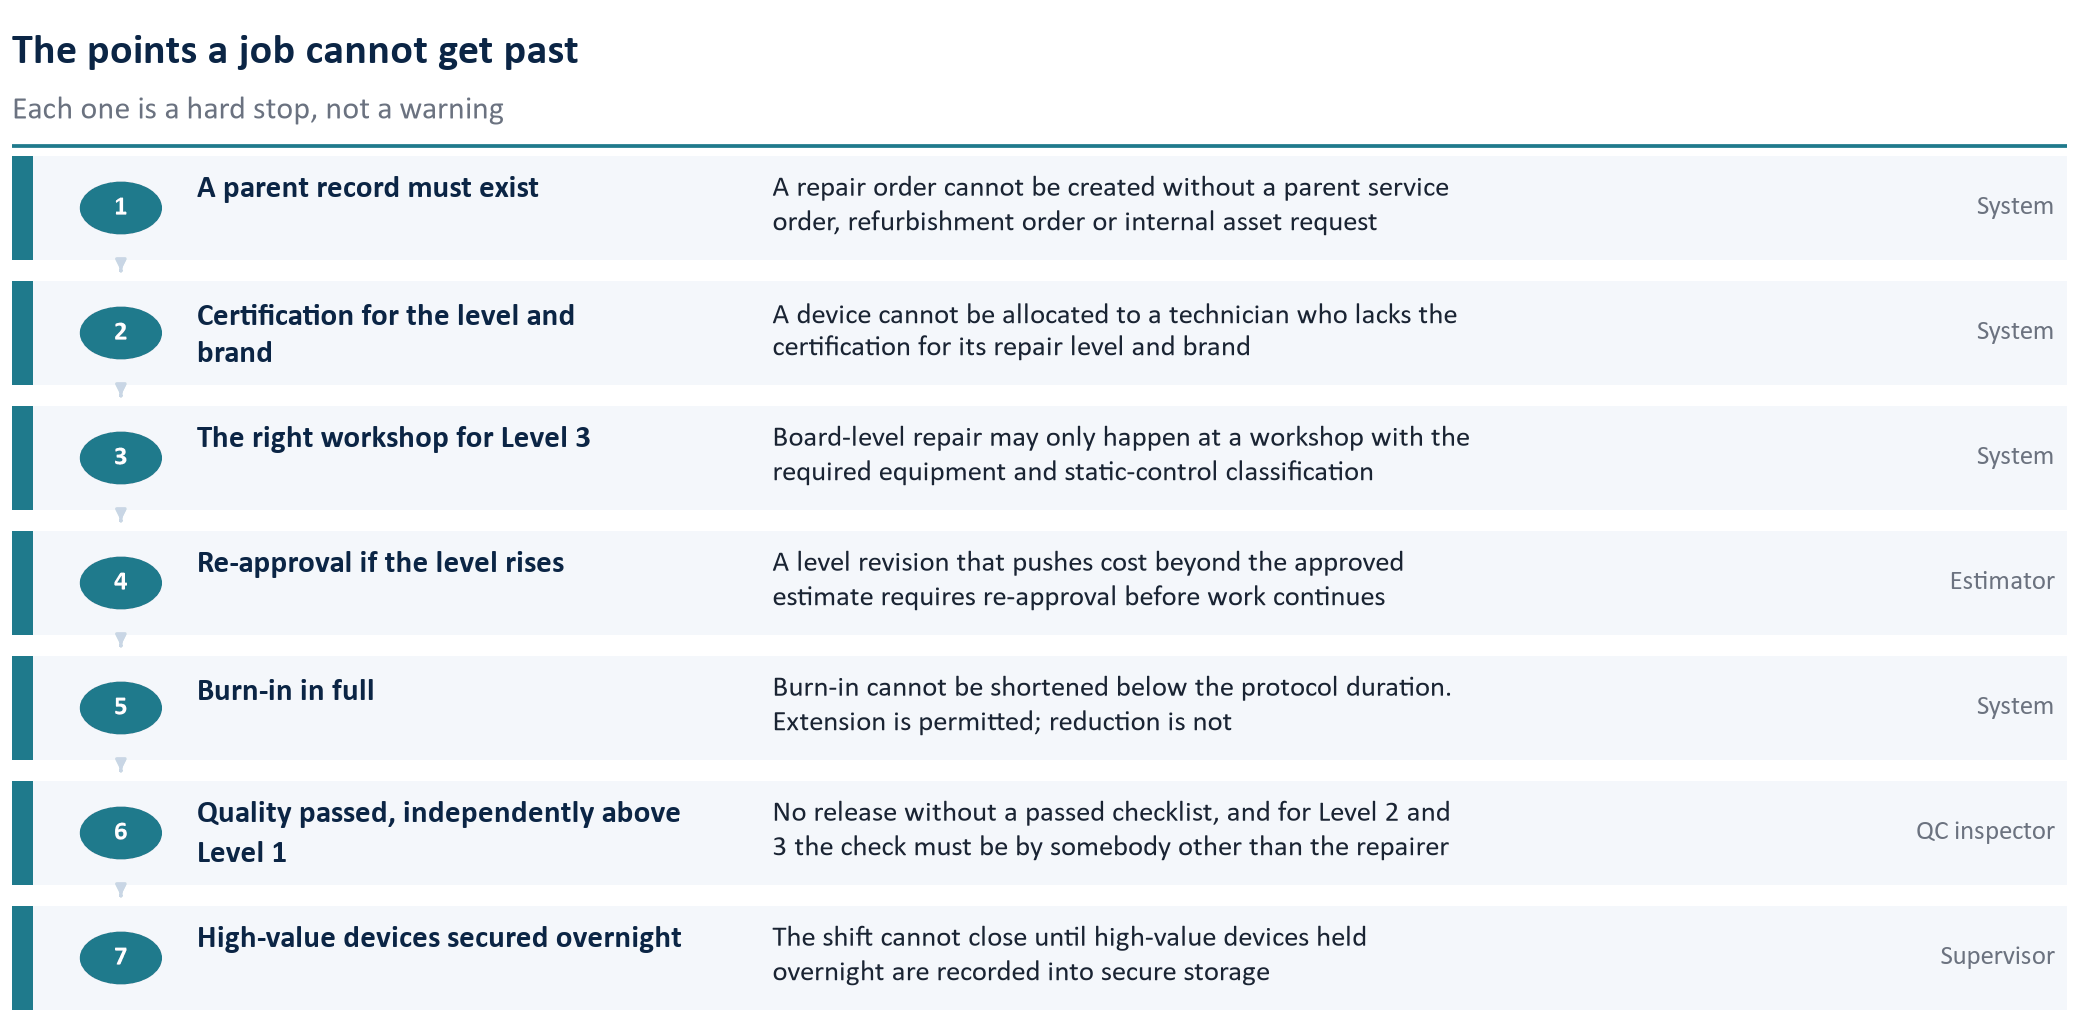 The points a job cannot get past
Each one is a hard stop, not a warning
1
A parent record must exist
A repair order cannot be created without a parent service
order, refurbishment order or internal asset request
System
2
Certification for the level and
brand
A device cannot be allocated to a technician who lacks the
certification for its repair level and brand
System
3
The right workshop for Level 3
Board-level repair may only happen at a workshop with the
required equipment and static-control classification
System
4
Re-approval if the level rises
A level revision that pushes cost beyond the approved
estimate requires re-approval before work continues
Estimator
5
Burn-in in full
Burn-in cannot be shortened below the protocol duration.
Extension is permitted; reduction is not
System
6
Quality passed, independently above
Level 1
No release without a passed checklist, and for Level 2 and
3 the check must be by somebody other than the repairer
QC inspector
7
High-value devices secured overnight
The shift cannot close until high-value devices held
overnight are recorded into secure storage
Supervisor